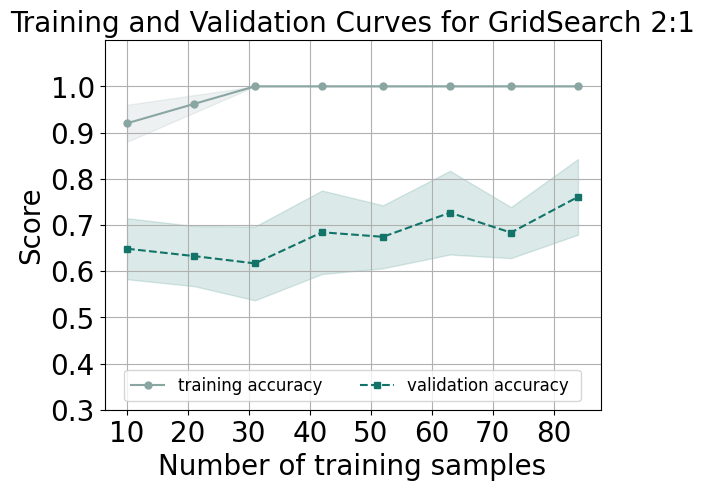 Training and Validation Curves for GridSearch 2:1
1.0
0.9
0.8
0.7
0.6
0.5
0.4
0.3
Score
training accuracy validation accuracy
10 20 30 40 50 60 70 80
Number of training samples